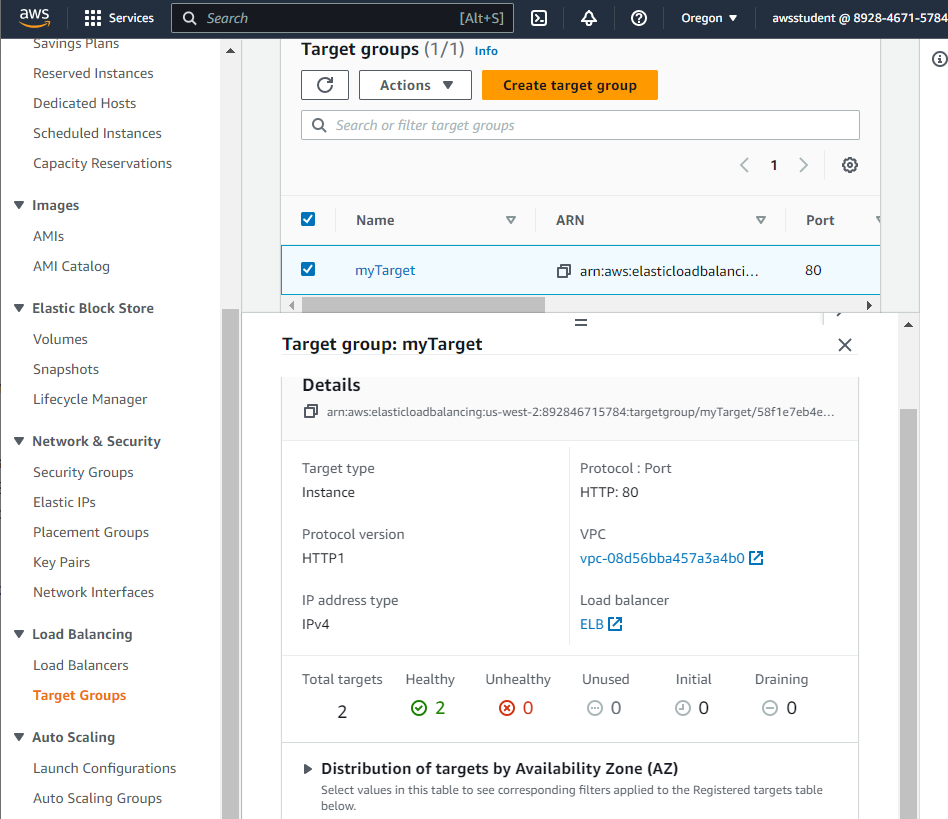 aws
Services
Search
[Alt+S]
Oregon
awsstudent @ 8928-4671-5784
Savings Plans
Reserved Instances
Dedicated Hosts
Scheduled Instances
Capacity Reservations
Images
AMIs
AMI Catalog
Elastic Block Store
Volumes
Snapshots
Lifecycle Manager
Network & Security
Security Groups
Elastic IPs
Placement Groups
Key Pairs
Network Interfaces
Load Balancing
Load Balancers
Target Groups
Auto Scaling
Launch Configurations
Auto Scaling Groups
Target groups (1/1) Info
Actions
Create target group
Search or filter target groups
1
Name ARN Port
myTarget arn:aws:elasticloadbalanci... 80
Target group: myTarget
Details
arn:aws:elasticloadbalancing:us-west-2:892846715784:targetgroup/myTarget/58f1e7eb4e...
Target type
Instance
Protocol : Port
HTTP: 80
Protocol version
HTTP1
VPC
vpc-08d56bba457a3a4b0
IP address type
IPv4
Load balancer
ELB
Total targets
2
Healthy
2
Unhealthy
0
Unused
0
Initial
0
Draining
0
Distribution of targets by Availability Zone (AZ)
Select values in this table to see corresponding filters applied to the Registered targets table
below.